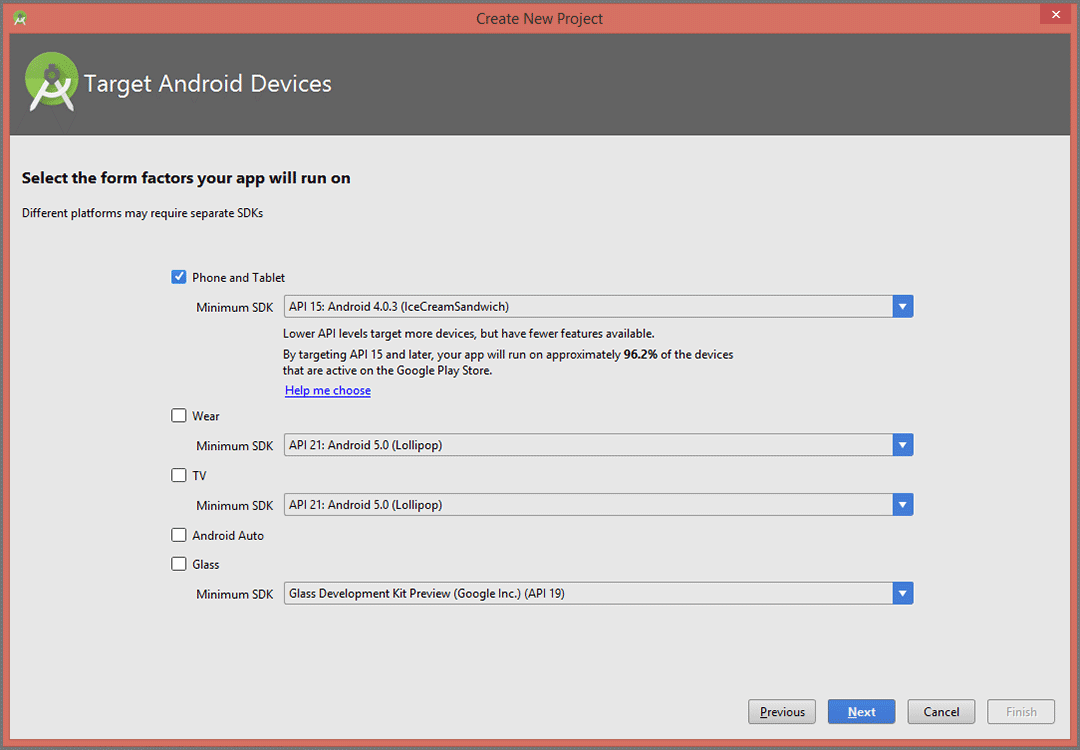 Create New Project
Target Android Devices
Select the form factors your app will run on
Different platforms may require separate SDKs
Phone and Tablet
Minimum SDK API 15: Android 4.0.3 (IceCreamSandwich)
Lower API levels target more devices, but have fewer features available.
By targeting API 15 and later, your app will run on approximately 96.2% of the devices
that are active on the Google Play Store.
Help me choose
Wear
Minimum SDK API 21: Android 5.0 (Lollipop)
TV
Minimum SDK API 21: Android 5.0 (Lollipop)
Android Auto
Glass
Minimum SDK Glass Development Kit Preview (Google Inc.) (API 19)
Previous Next Cancel Finish